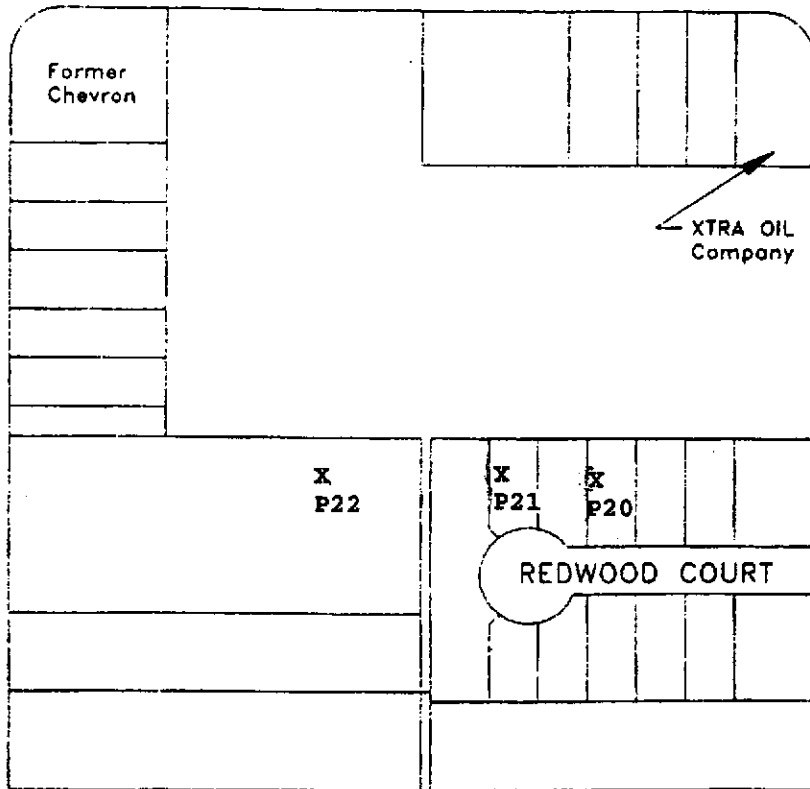 Former
Chevron
XTRA OIL
Company
X
P22
X
P21
X
P20
REDWOOD COURT